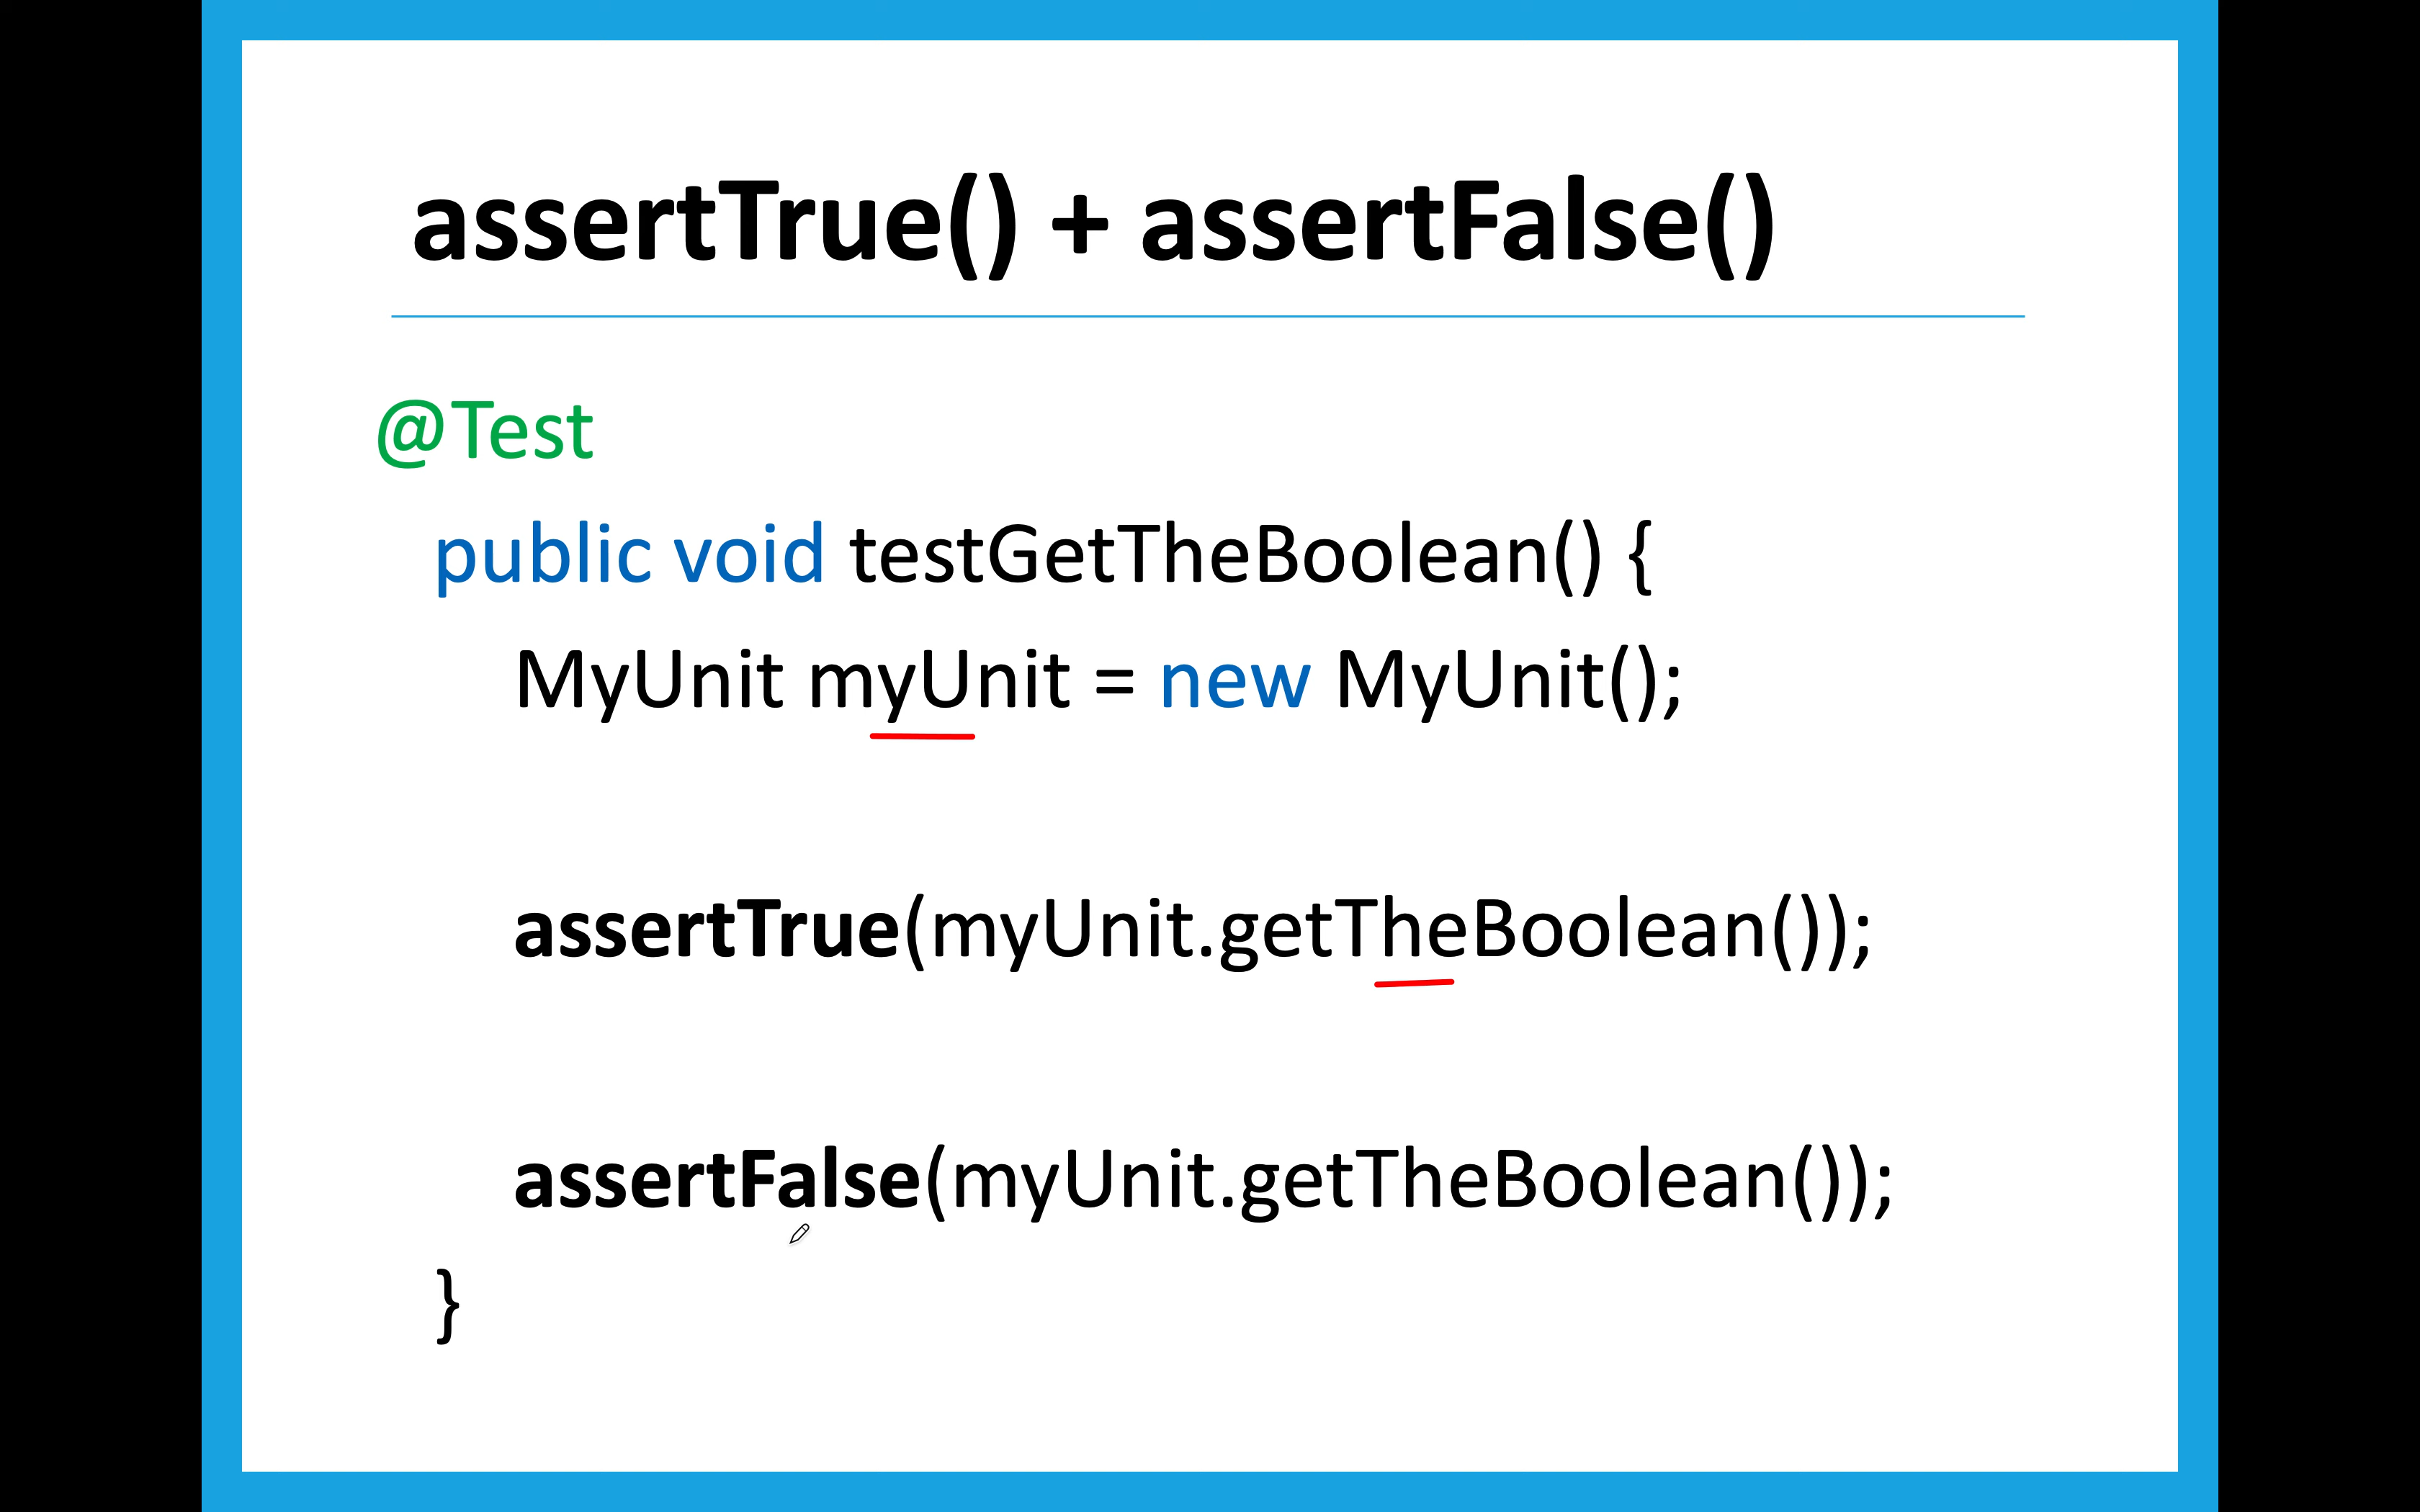 assertTrue() + assertFalse()
@Test
public void testGetTheBoolean() {
MyUnit myUnit = new MyUnit();
assertTrue(myUnit.getTheBoolean());
assertFalse(myUnit.getTheBoolean());
}